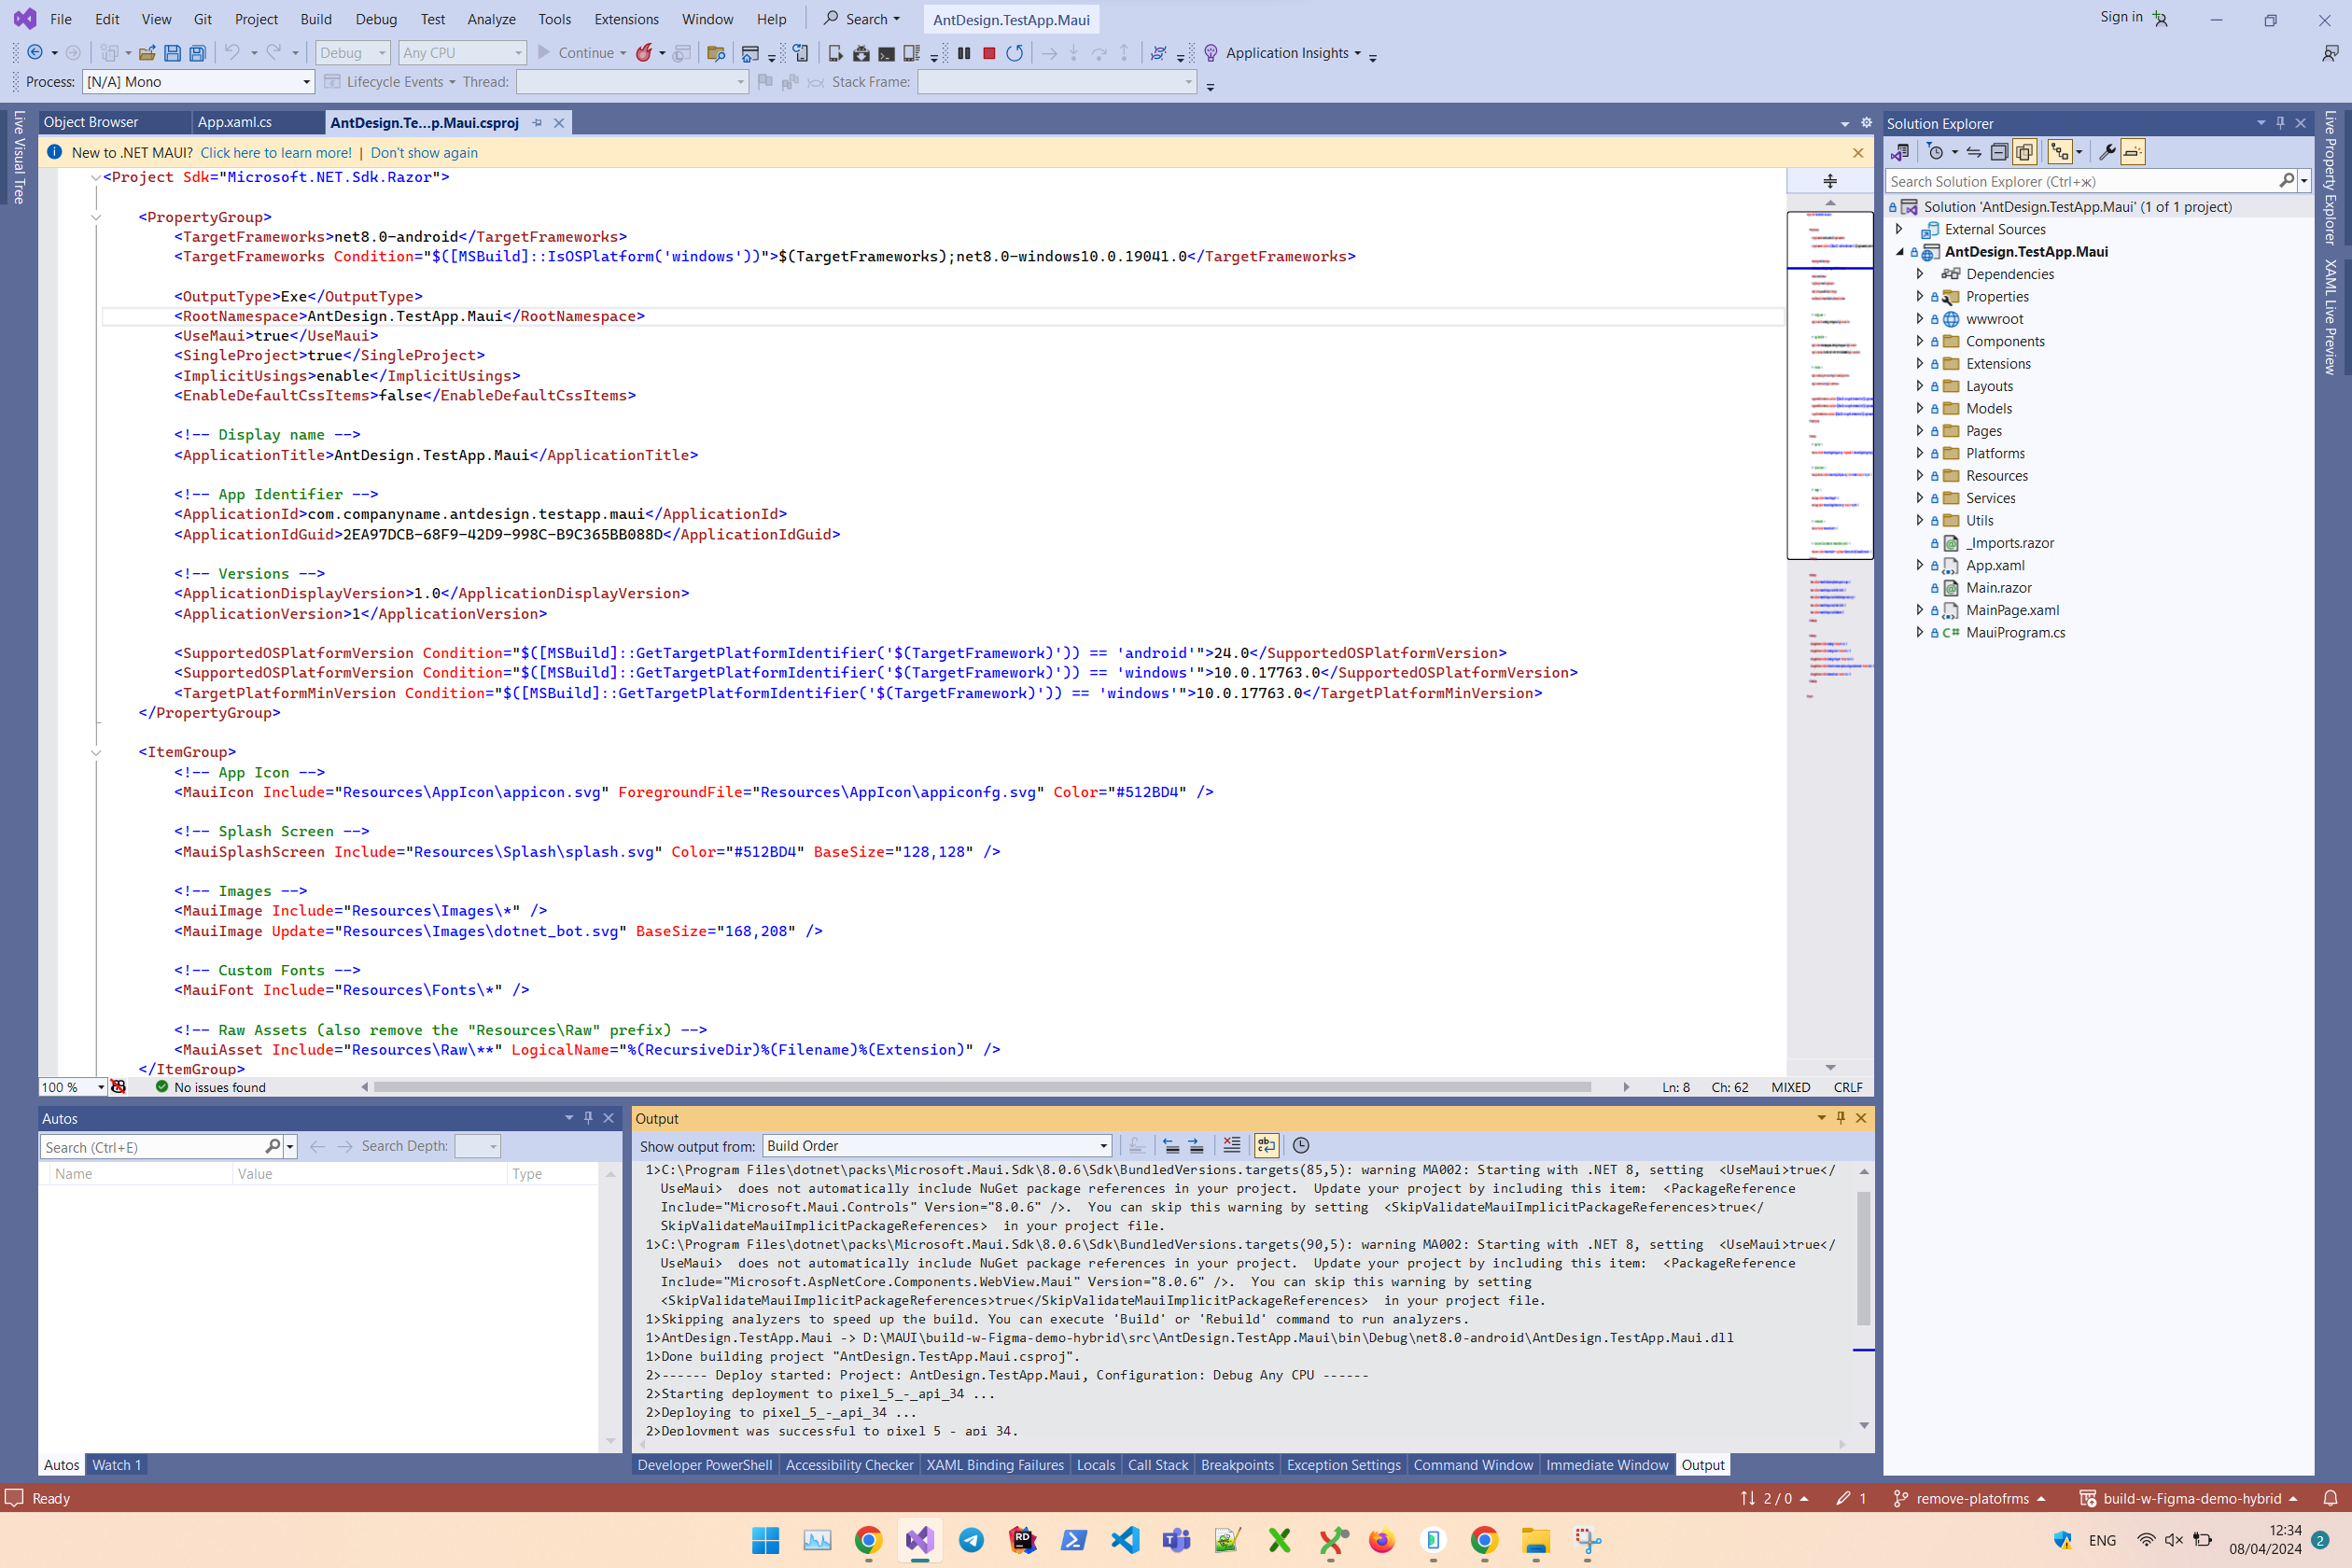 File Edit View Git Project Build Debug Test Analyze Tools Extensions Window Help Search AntDesign.TestApp.Maui Sign in
Debug Any CPU Continue Application Insights
Process: [N/A] Mono Lifecycle Events Thread: Stack Frame:
Live Visual Tree
Object Browser App.xaml.cs AntDesign.Te...p.Maui.csproj
New to .NET MAUI? Click here to learn more! | Don't show again
<Project Sdk="Microsoft.NET.Sdk.Razor">
<PropertyGroup>
<TargetFrameworks>net8.0-android</TargetFrameworks>
<TargetFrameworks Condition="$([MSBuild]::IsOSPlatform('windows'))">$(TargetFrameworks);net8.0-windows10.0.19041.0</TargetFrameworks>
<OutputType>Exe</OutputType>
<RootNamespace>AntDesign.TestApp.Maui</RootNamespace>
<UseMaui>true</UseMaui>
<SingleProject>true</SingleProject>
<ImplicitUsings>enable</ImplicitUsings>
<EnableDefaultCssItems>false</EnableDefaultCssItems>
<!-- Display name -->
<ApplicationTitle>AntDesign.TestApp.Maui</ApplicationTitle>
<!-- App Identifier -->
<ApplicationId>com.companyname.antdesign.testapp.maui</ApplicationId>
<ApplicationIdGuid>2EA97DCB-68F9-42D9-998C-B9C365BB088D</ApplicationIdGuid>
<!-- Versions -->
<ApplicationDisplayVersion>1.0</ApplicationDisplayVersion>
<ApplicationVersion>1</ApplicationVersion>
<SupportedOSPlatformVersion Condition="$([MSBuild]::GetTargetPlatformIdentifier('$(TargetFramework)')) == 'android'">24.0</SupportedOSPlatformVersion>
<SupportedOSPlatformVersion Condition="$([MSBuild]::GetTargetPlatformIdentifier('$(TargetFramework)')) == 'windows'">10.0.17763.0</SupportedOSPlatformVersion>
<TargetPlatformMinVersion Condition="$([MSBuild]::GetTargetPlatformIdentifier('$(TargetFramework)')) == 'windows'">10.0.17763.0</TargetPlatformMinVersion>
</PropertyGroup>
<ItemGroup>
<!-- App Icon -->
<MauiIcon Include="Resources\AppIcon\appicon.svg" ForegroundFile="Resources\AppIcon\appiconfg.svg" Color="#512BD4" />
<!-- Splash Screen -->
<MauiSplashScreen Include="Resources\Splash\splash.svg" Color="#512BD4" BaseSize="128,128" />
<!-- Images -->
<MauiImage Include="Resources\Images\*" />
<MauiImage Update="Resources\Images\dotnet_bot.svg" BaseSize="168,208" />
<!-- Custom Fonts -->
<MauiFont Include="Resources\Fonts\*" />
<!-- Raw Assets (also remove the "Resources\Raw" prefix) -->
<MauiAsset Include="Resources\Raw\**" LogicalName="%(RecursiveDir)%(Filename)%(Extension)" />
</ItemGroup>
100 % No issues found Ln: 8 Ch: 62 MIXED CRLF
Solution Explorer
Search Solution Explorer (Ctrl+ж)
Solution 'AntDesign.TestApp.Maui' (1 of 1 project)
External Sources
AntDesign.TestApp.Maui
Dependencies
Properties
wwwroot
Components
Extensions
Layouts
Models
Pages
Platforms
Resources
Services
Utils
_Imports.razor
App.xaml
Main.razor
MainPage.xaml
C# MauiProgram.cs
Live Property Explorer
XAML Live Preview
Autos
Search (Ctrl+E) Search Depth:
Name Value Type
Autos Watch 1
Output
Show output from: Build Order
1>C:\Program Files\dotnet\packs\Microsoft.Maui.Sdk\8.0.6\Sdk\BundledVersions.targets(85,5): warning MA002: Starting with .NET 8, setting <UseMaui>true</
UseMaui> does not automatically include NuGet package references in your project. Update your project by including this item: <PackageReference
Include="Microsoft.Maui.Controls" Version="8.0.6" />. You can skip this warning by setting <SkipValidateMauiImplicitPackageReferences>true</
SkipValidateMauiImplicitPackageReferences> in your project file.
1>C:\Program Files\dotnet\packs\Microsoft.Maui.Sdk\8.0.6\Sdk\BundledVersions.targets(90,5): warning MA002: Starting with .NET 8, setting <UseMaui>true</
UseMaui> does not automatically include NuGet package references in your project. Update your project by including this item: <PackageReference
Include="Microsoft.AspNetCore.Components.WebView.Maui" Version="8.0.6" />. You can skip this warning by setting
<SkipValidateMauiImplicitPackageReferences>true</SkipValidateMauiImplicitPackageReferences> in your project file.
1>Skipping analyzers to speed up the build. You can execute 'Build' or 'Rebuild' command to run analyzers.
1>AntDesign.TestApp.Maui -> D:\MAUI\build-w-Figma-demo-hybrid\src\AntDesign.TestApp.Maui\bin\Debug\net8.0-android\AntDesign.TestApp.Maui.dll
1>Done building project "AntDesign.TestApp.Maui.csproj".
2>------ Deploy started: Project: AntDesign.TestApp.Maui, Configuration: Debug Any CPU ------
2>Starting deployment to pixel_5_-_api_34 ...
2>Deploying to pixel_5_-_api_34 ...
2>Deployment was successful to pixel_5_-_api_34.
Developer PowerShell Accessibility Checker XAML Binding Failures Locals Call Stack Breakpoints Exception Settings Command Window Immediate Window Output
Ready 2 / 0 1 remove-platofrms build-w-Figma-demo-hybrid
RD ENG 12:34
08/04/2024 2